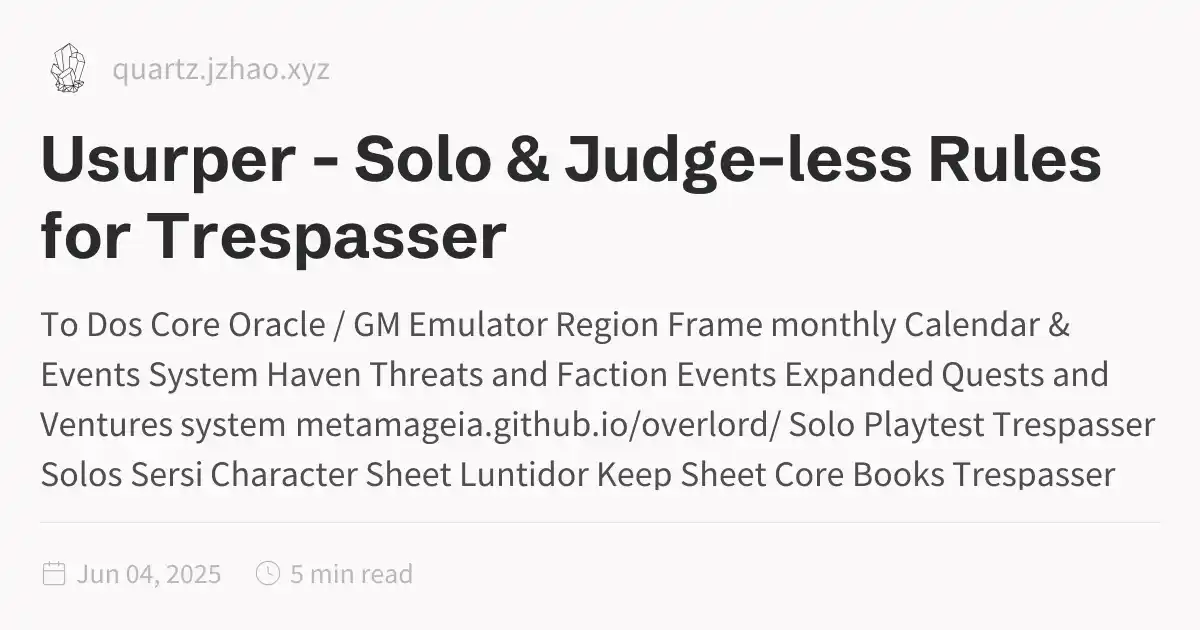 quartz.jzhao.xyz
Usurper - Solo & Judge-less Rules
for Trespasser
To Dos Core Oracle / GM Emulator Region Frame monthly Calendar &
Events System Haven Threats and Faction Events Expanded Quests and
Ventures system metamageia.github.io/overlord/ Solo Playtest Trespasser
Solos Sersi Character Sheet Luntidor Keep Sheet Core Books Trespasser
Jun 04, 2025 5 min read